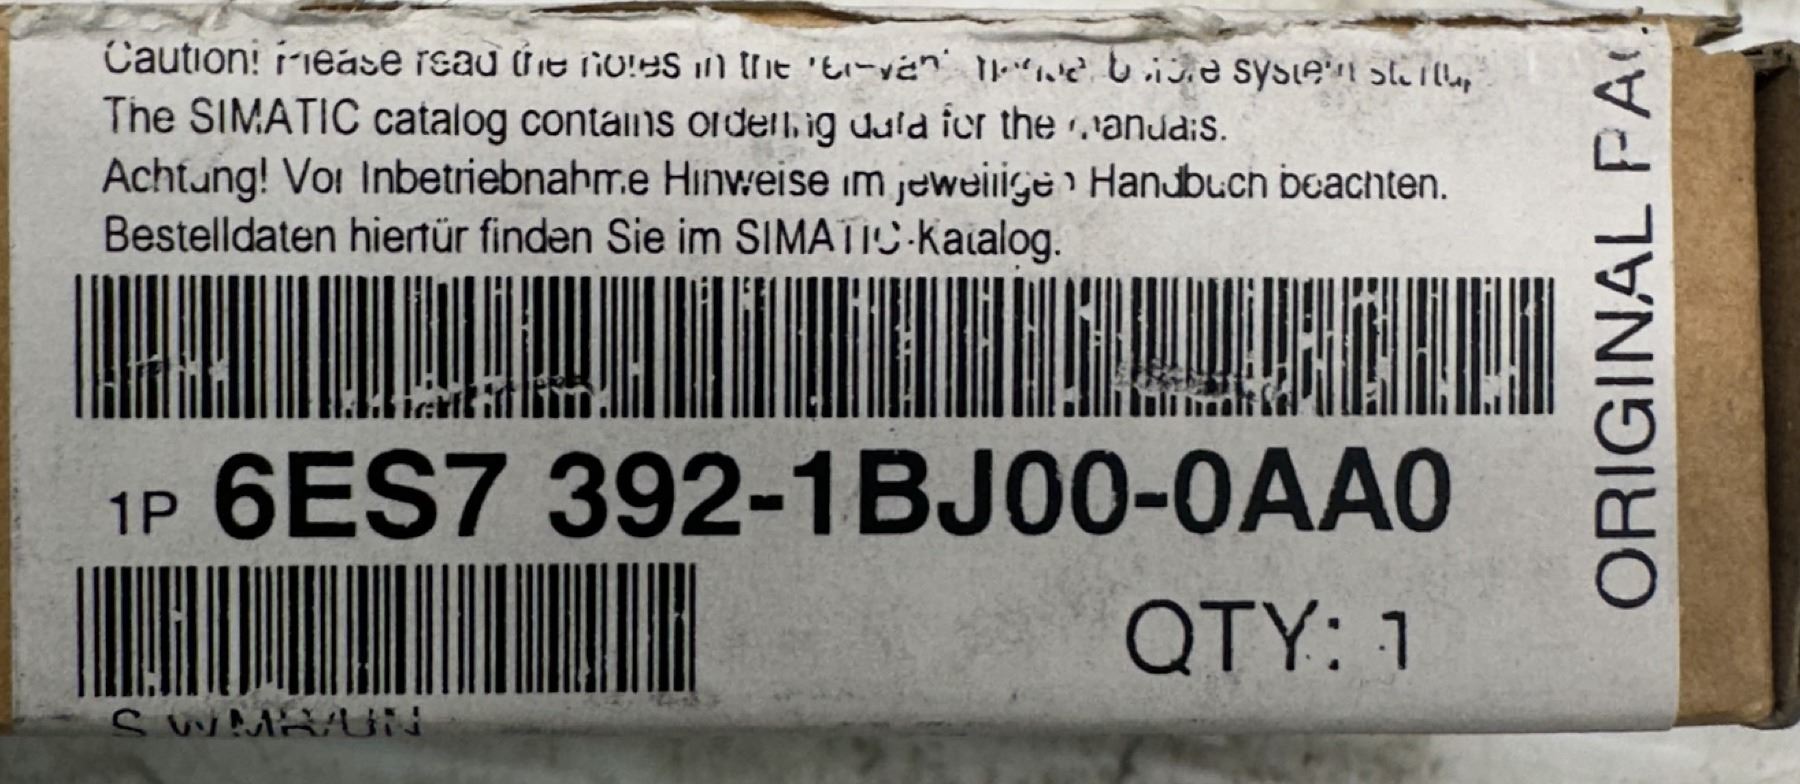 Caution! Please read the notes in the relevant before system startup
The SIMATIC catalog contains ordering data for the manuals.
Achtung! Vor Inbetriebnahme Hinweise im jeweiligen Handbuch beachten.
Bestelldaten hierfür finden Sie im SIMATIC-Katalog.
1P 6ES7 392-1BJ00-0AA0
QTY: 1
ORIGINAL